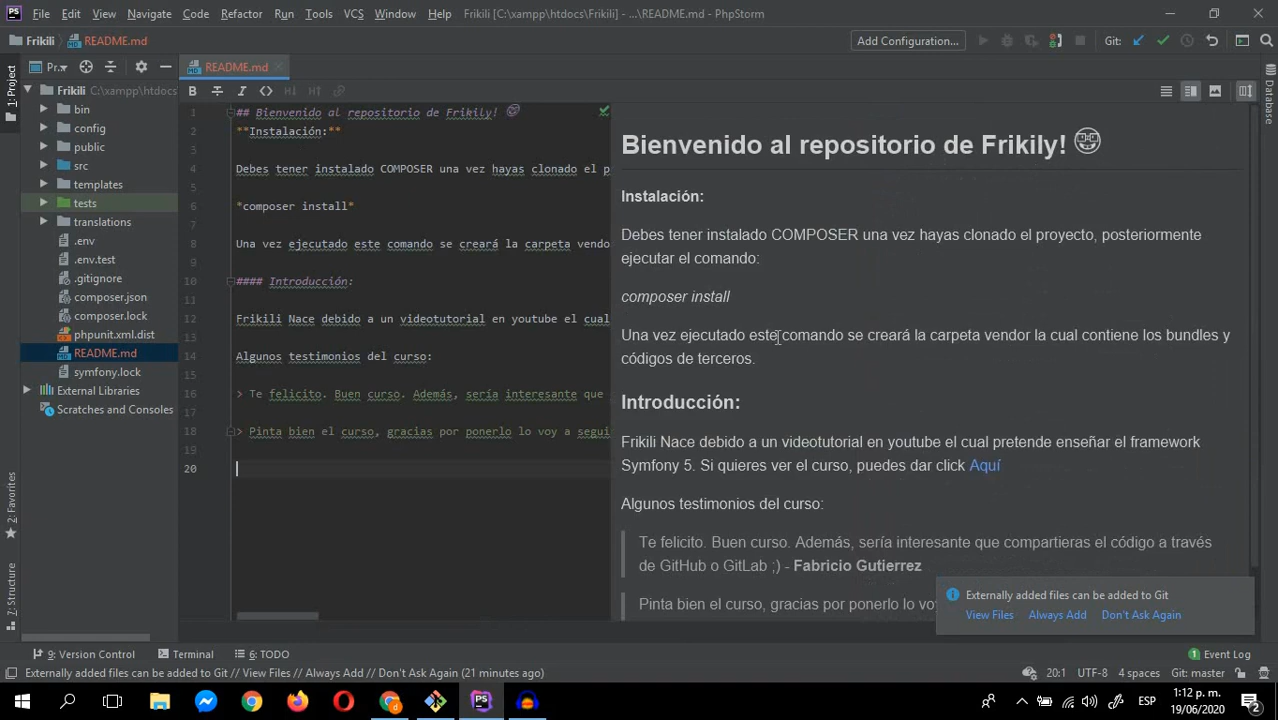 File Edit View Navigate Code Refactor Run Tools VCS Window Help Frikili [C:\xampp\htdocs\Frikili] - ...\README.md - PhpStorm
Frikili README.md Add Configuration... Git:
1: Project
Pr... README.md
Database
Frikili C:\xampp\htdocs
bin
config
public
src
templates
tests
translations
.env
.env.test
.gitignore
composer.json
composer.lock
phpunit.xml.dist
README.md
symfony.lock
External Libraries
Scratches and Consoles
2: Favorites
7: Structure
1 ## Bienvenido al repositorio de Frikily! 🤓
2 **Instalación:**
3
4 Debes tener instalado COMPOSER una vez hayas clonado el p
5
6 *composer install*
7
8 Una vez ejecutado este comando se creará la carpeta vendo
9
10 #### Introducción:
11
12 Frikili Nace debido a un videotutorial en youtube el cual
13
14 Algunos testimonios del curso:
15
16 > Te felicito. Buen curso. Además, sería interesante que
17
18 > Pinta bien el curso, gracias por ponerlo lo voy a segui
19
20
Bienvenido al repositorio de Frikily! 🤓
Instalación:
Debes tener instalado COMPOSER una vez hayas clonado el proyecto, posteriormente
ejecutar el comando:
composer install
Una vez ejecutado este comando se creará la carpeta vendor la cual contiene los bundles y
códigos de terceros.
Introducción:
Frikili Nace debido a un videotutorial en youtube el cual pretende enseñar el framework
Symfony 5. Si quieres ver el curso, puedes dar click Aquí
Algunos testimonios del curso:
Te felicito. Buen curso. Además, sería interesante que compartieras el código a través
de GitHub o GitLab ;) - Fabricio Gutierrez
Pinta bien el curso, gracias por ponerlo lo vo
Externally added files can be added to Git
View Files Always Add Don't Ask Again
9: Version Control Terminal 6: TODO 1 Event Log
Externally added files can be added to Git // View Files // Always Add // Don't Ask Again (21 minutes ago) 20:1 UTF-8 4 spaces Git: master
PS ESP 1:12 p. m.
19/06/2020 2